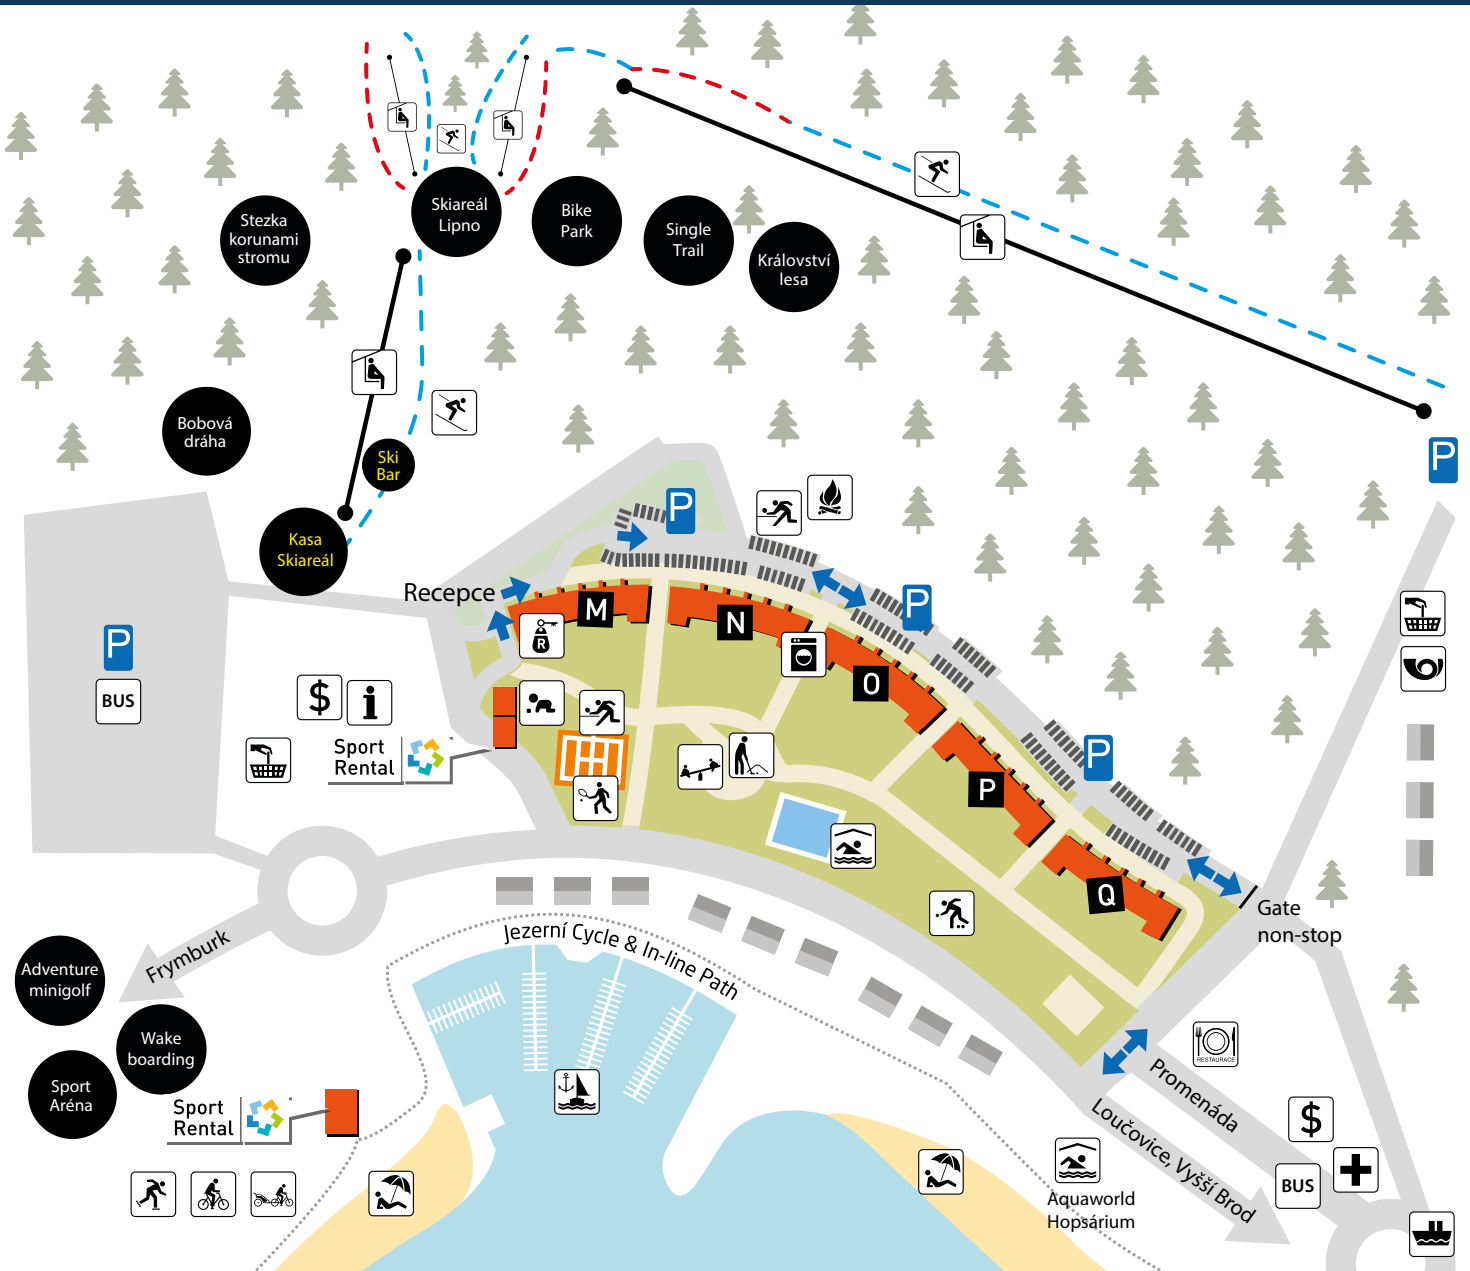 Skiareál
Lipno
Bike
Park
Stezka
korunami
stromu
Single
Trail
Království
lesa
Bobová
dráha
Ski
Bar
P
P
Kasa
Skiareál
Recepce
M
N
P
R
P
BUS
O
$
i
Sport
Rental
P
P
Q
Gate
non-stop
Jezerní Cycle & In-line Path
Frymburk
Adventure
minigolf
Wake
boarding
Sport
Aréna
Sport
Rental
RESTAURACE
Promenáda
Loučovice, Vyšší Brod
$
BUS
Aquaworld
Hopsárium